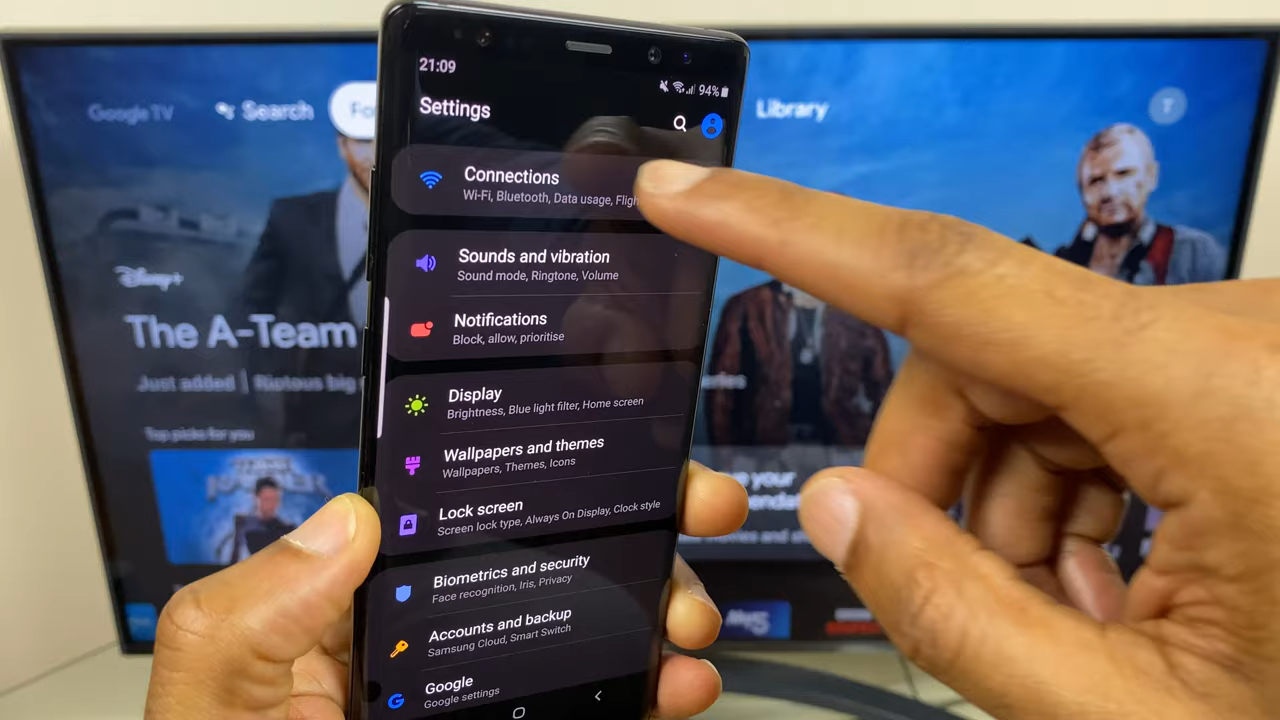 21:09
94%
Settings
Connections
Wi-Fi, Bluetooth, Data usage,
Sounds and vibration
Sound mode, Ringtone, Volume
Notifications
Block, allow, prioritise
Display
Brightness, Blue light filter, Home screen
Wallpapers and themes
Wallpapers, Themes, Icons
Lock screen
Screen lock type, Always On Display, Clock style
Biometrics and security
Face recognition, Iris, Privacy
Accounts and backup
Samsung Cloud, Smart Switch
Google
Google settings
Google TV
Search
Library
T
Disney+
The A-Team
Just added | Riotous big
Top picks for you
your
My5